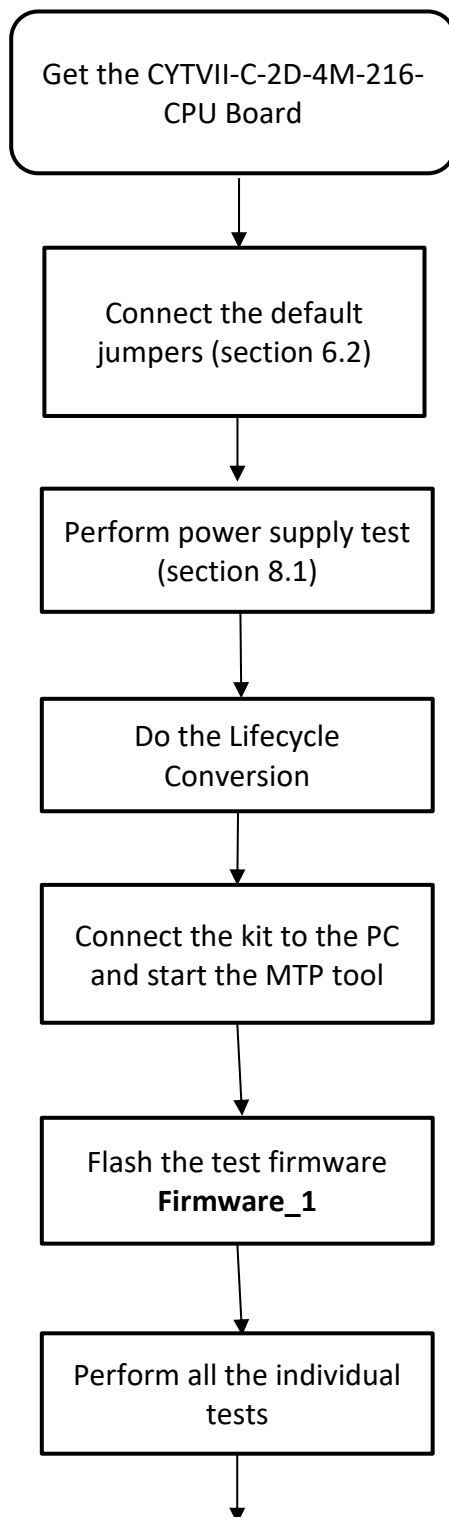 Get the CYTVII-C-2D-4M-216-
CPU Board
Connect the default
jumpers (section 6.2)
Perform power supply test
(section 8.1)
Do the Lifecycle
Conversion
Connect the kit to the PC
and start the MTP tool
Flash the test firmware
Firmware_1
Perform all the individual
tests